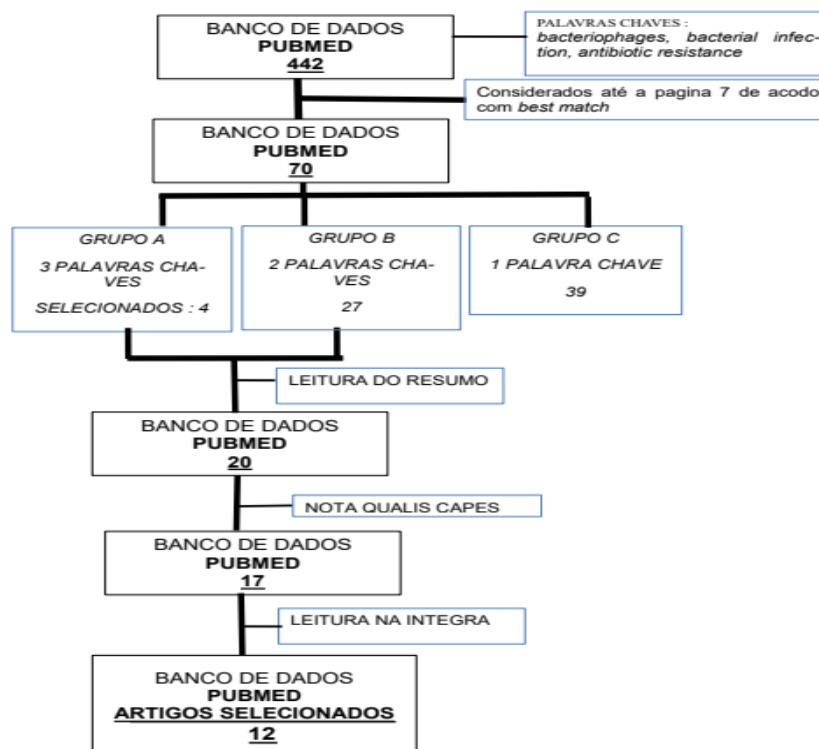 BANCO DE DADOS
PUBMED
442
PALAVRAS CHAVES :
bacteriophages, bacterial infec-
tion, antibiotic resistance
Considerados até a pagina 7 de acodo
com best match
BANCO DE DADOS
PUBMED
70
GRUPO A
3 PALAVRAS CHA-
VES
SELECIONADOS : 4
GRUPO B
2 PALAVRAS CHA-
VES
27
GRUPO C
1 PALAVRA CHAVE
39
LEITURA DO RESUMO
BANCO DE DADOS
PUBMED
20
NOTA QUALIS CAPES
BANCO DE DADOS
PUBMED
17
LEITURA NA INTEGRA
BANCO DE DADOS
PUBMED
ARTIGOS SELECIONADOS
12